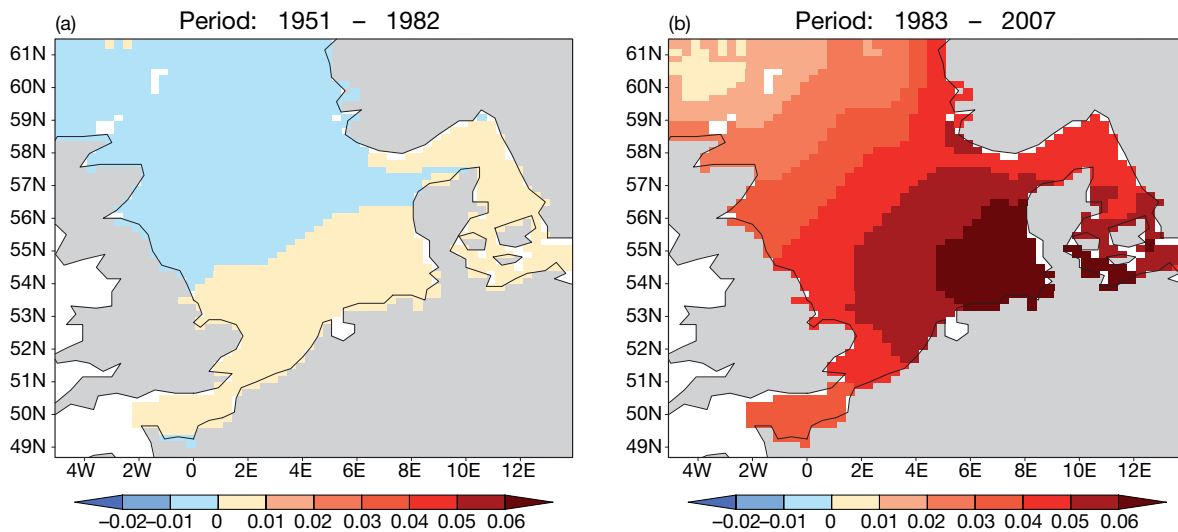 (a) Period: 1951 – 1982
61N
60N
59N
58N
57N
56N
55N
54N
53N
52N
51N
50N
49N
4W 2W 0 2E 4E 6E 8E 10E 12E
−0.02 −0.01 0 0.01 0.02 0.03 0.04 0.05 0.06
(b) Period: 1983 – 2007
61N
60N
59N
58N
57N
56N
55N
54N
53N
52N
51N
50N
49N
4W 2W 0 2E 4E 6E 8E 10E 12E
−0.02 −0.01 0 0.01 0.02 0.03 0.04 0.05 0.06